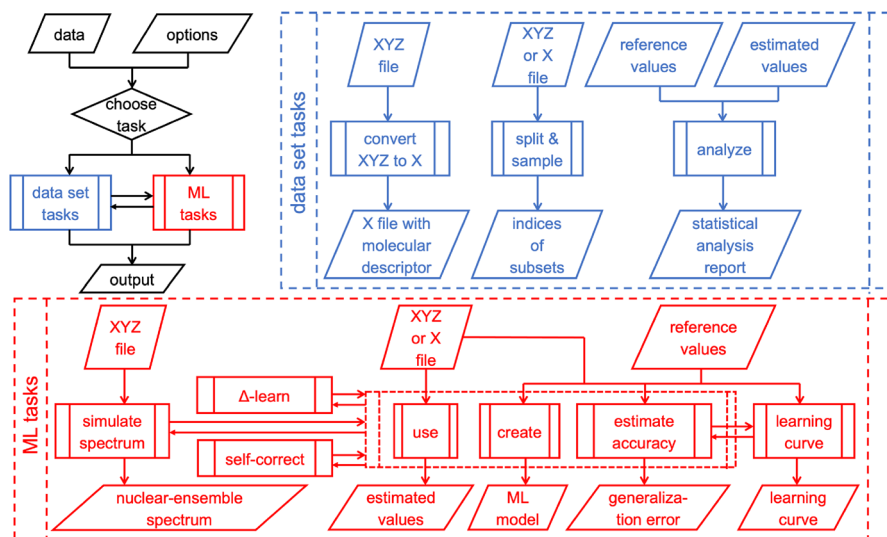 data
options
choose
task
data set
tasks
ML
tasks
output
data set tasks
XYZ
file
XYZ
or X
file
reference
values
estimated
values
convert
XYZ to X
split &
sample
analyze
X file with
molecular
descriptor
indices
of
subsets
statistical
analysis
report
ML tasks
XYZ
file
XYZ
or X
file
reference
values
Δ-learn
simulate
spectrum
self-correct
use
create
estimate
accuracy
learning
curve
nuclear-ensemble
spectrum
estimated
values
ML
model
generaliza-
tion error
learning
curve